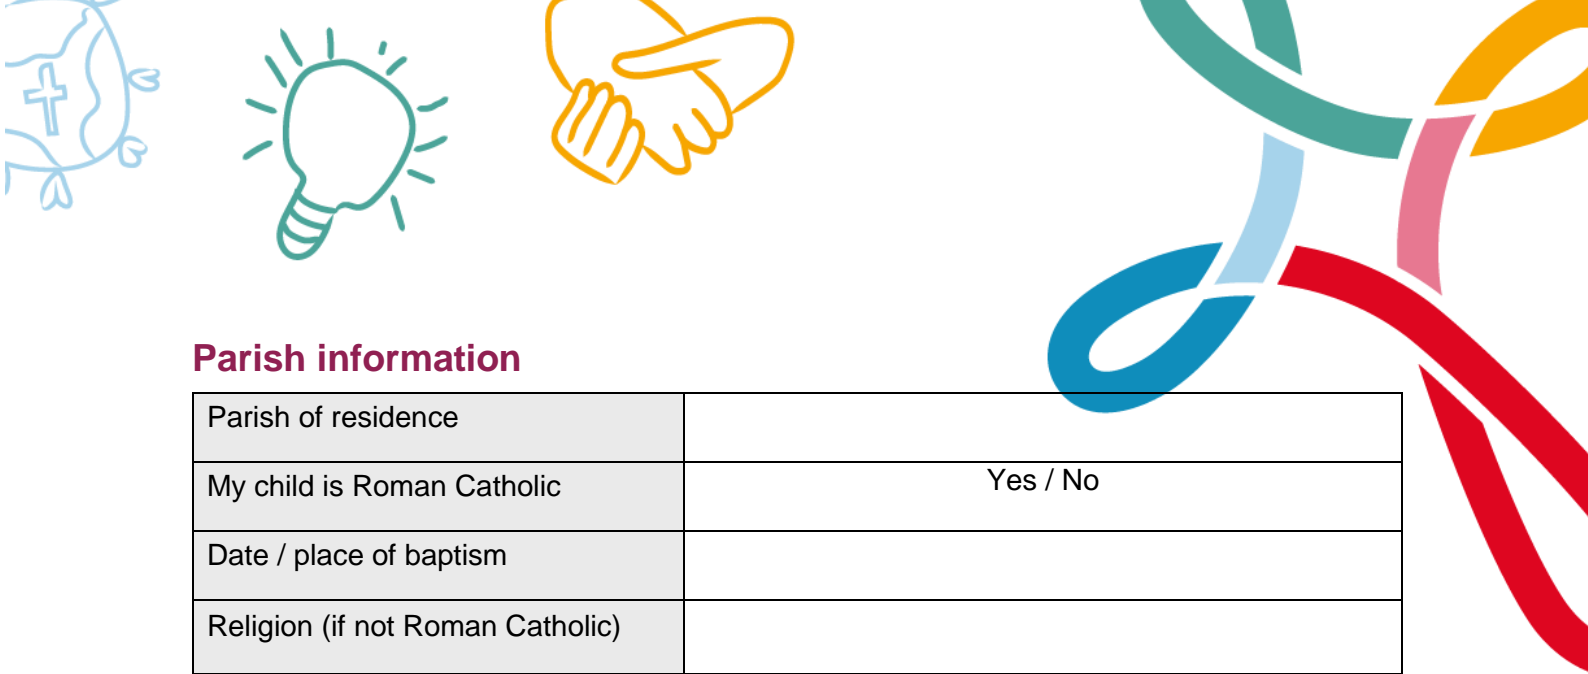 Parish information
Parish of residence
My child is Roman Catholic
Yes / No
Date / place of baptism
Religion (if not Roman Catholic)